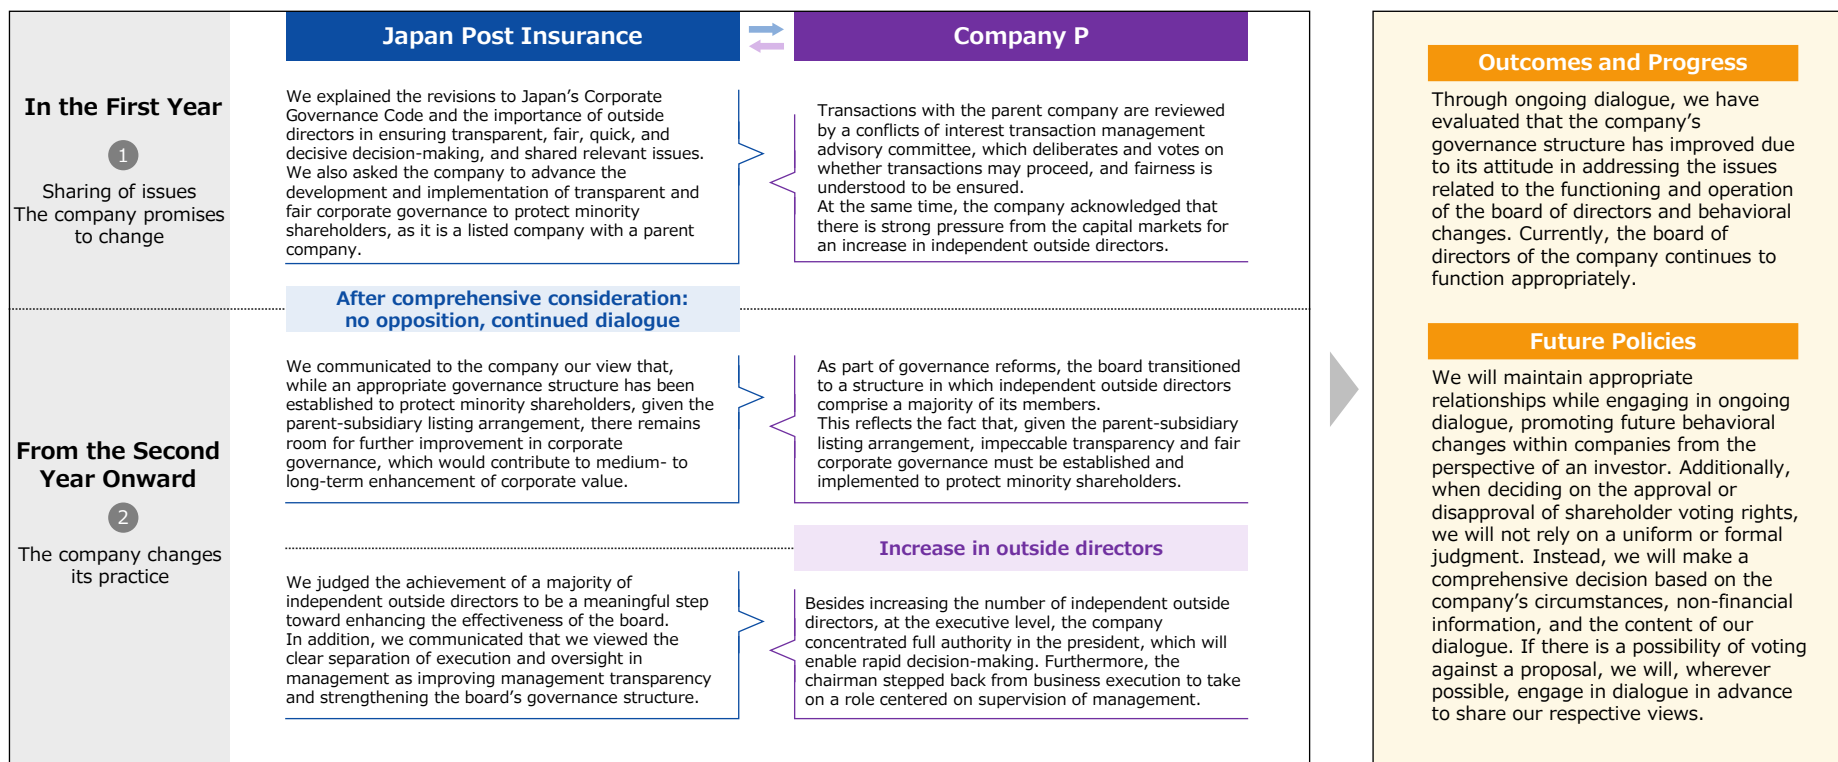 Japan Post Insurance
Company P
In the First Year
1
Sharing of issues
The company promises
to change
We explained the revisions to Japan's Corporate
Governance Code and the importance of outside
directors in ensuring transparent, fair, quick, and
decisive decision-making, and shared relevant issues.
We also asked the company to advance the
development and implementation of transparent and
fair corporate governance to protect minority
shareholders, as it is a listed company with a parent
company.
Transactions with the parent company are reviewed
by a conflicts of interest transaction management
advisory committee, which deliberates and votes on
whether transactions may proceed, and fairness is
understood to be ensured.
At the same time, the company acknowledged that
there is strong pressure from the capital markets for
an increase in independent outside directors.
After comprehensive consideration:
no opposition, continued dialogue
From the Second
Year Onward
2
The company changes
its practice
We communicated to the company our view that,
while an appropriate governance structure has been
established to protect minority shareholders, given the
parent-subsidiary listing arrangement, there remains
room for further improvement in corporate
governance, which would contribute to medium- to
long-term enhancement of corporate value.
As part of governance reforms, the board transitioned
to a structure in which independent outside directors
comprise a majority of its members.
This reflects the fact that, given the parent-subsidiary
listing arrangement, impeccable transparency and fair
corporate governance must be established and
implemented to protect minority shareholders.
Increase in outside directors
We judged the achievement of a majority of
independent outside directors to be a meaningful step
toward enhancing the effectiveness of the board.
In addition, we communicated that we viewed the
clear separation of execution and oversight in
management as improving management transparency
and strengthening the board's governance structure.
Besides increasing the number of independent outside
directors, at the executive level, the company
concentrated full authority in the president, which will
enable rapid decision-making. Furthermore, the
chairman stepped back from business execution to take
on a role centered on supervision of management.
Outcomes and Progress
Through ongoing dialogue, we have
evaluated that the company's
governance structure has improved due
to its attitude in addressing the issues
related to the functioning and operation
of the board of directors and behavioral
changes. Currently, the board of
directors of the company continues to
function appropriately.
Future Policies
We will maintain appropriate
relationships while engaging in ongoing
dialogue, promoting future behavioral
changes within companies from the
perspective of an investor. Additionally,
when deciding on the approval or
disapproval of shareholder voting rights,
we will not rely on a uniform or formal
judgment. Instead, we will make a
comprehensive decision based on the
company's circumstances, non-financial
information, and the content of our
dialogue. If there is a possibility of voting
against a proposal, we will, wherever
possible, engage in dialogue in advance
to share our respective views.